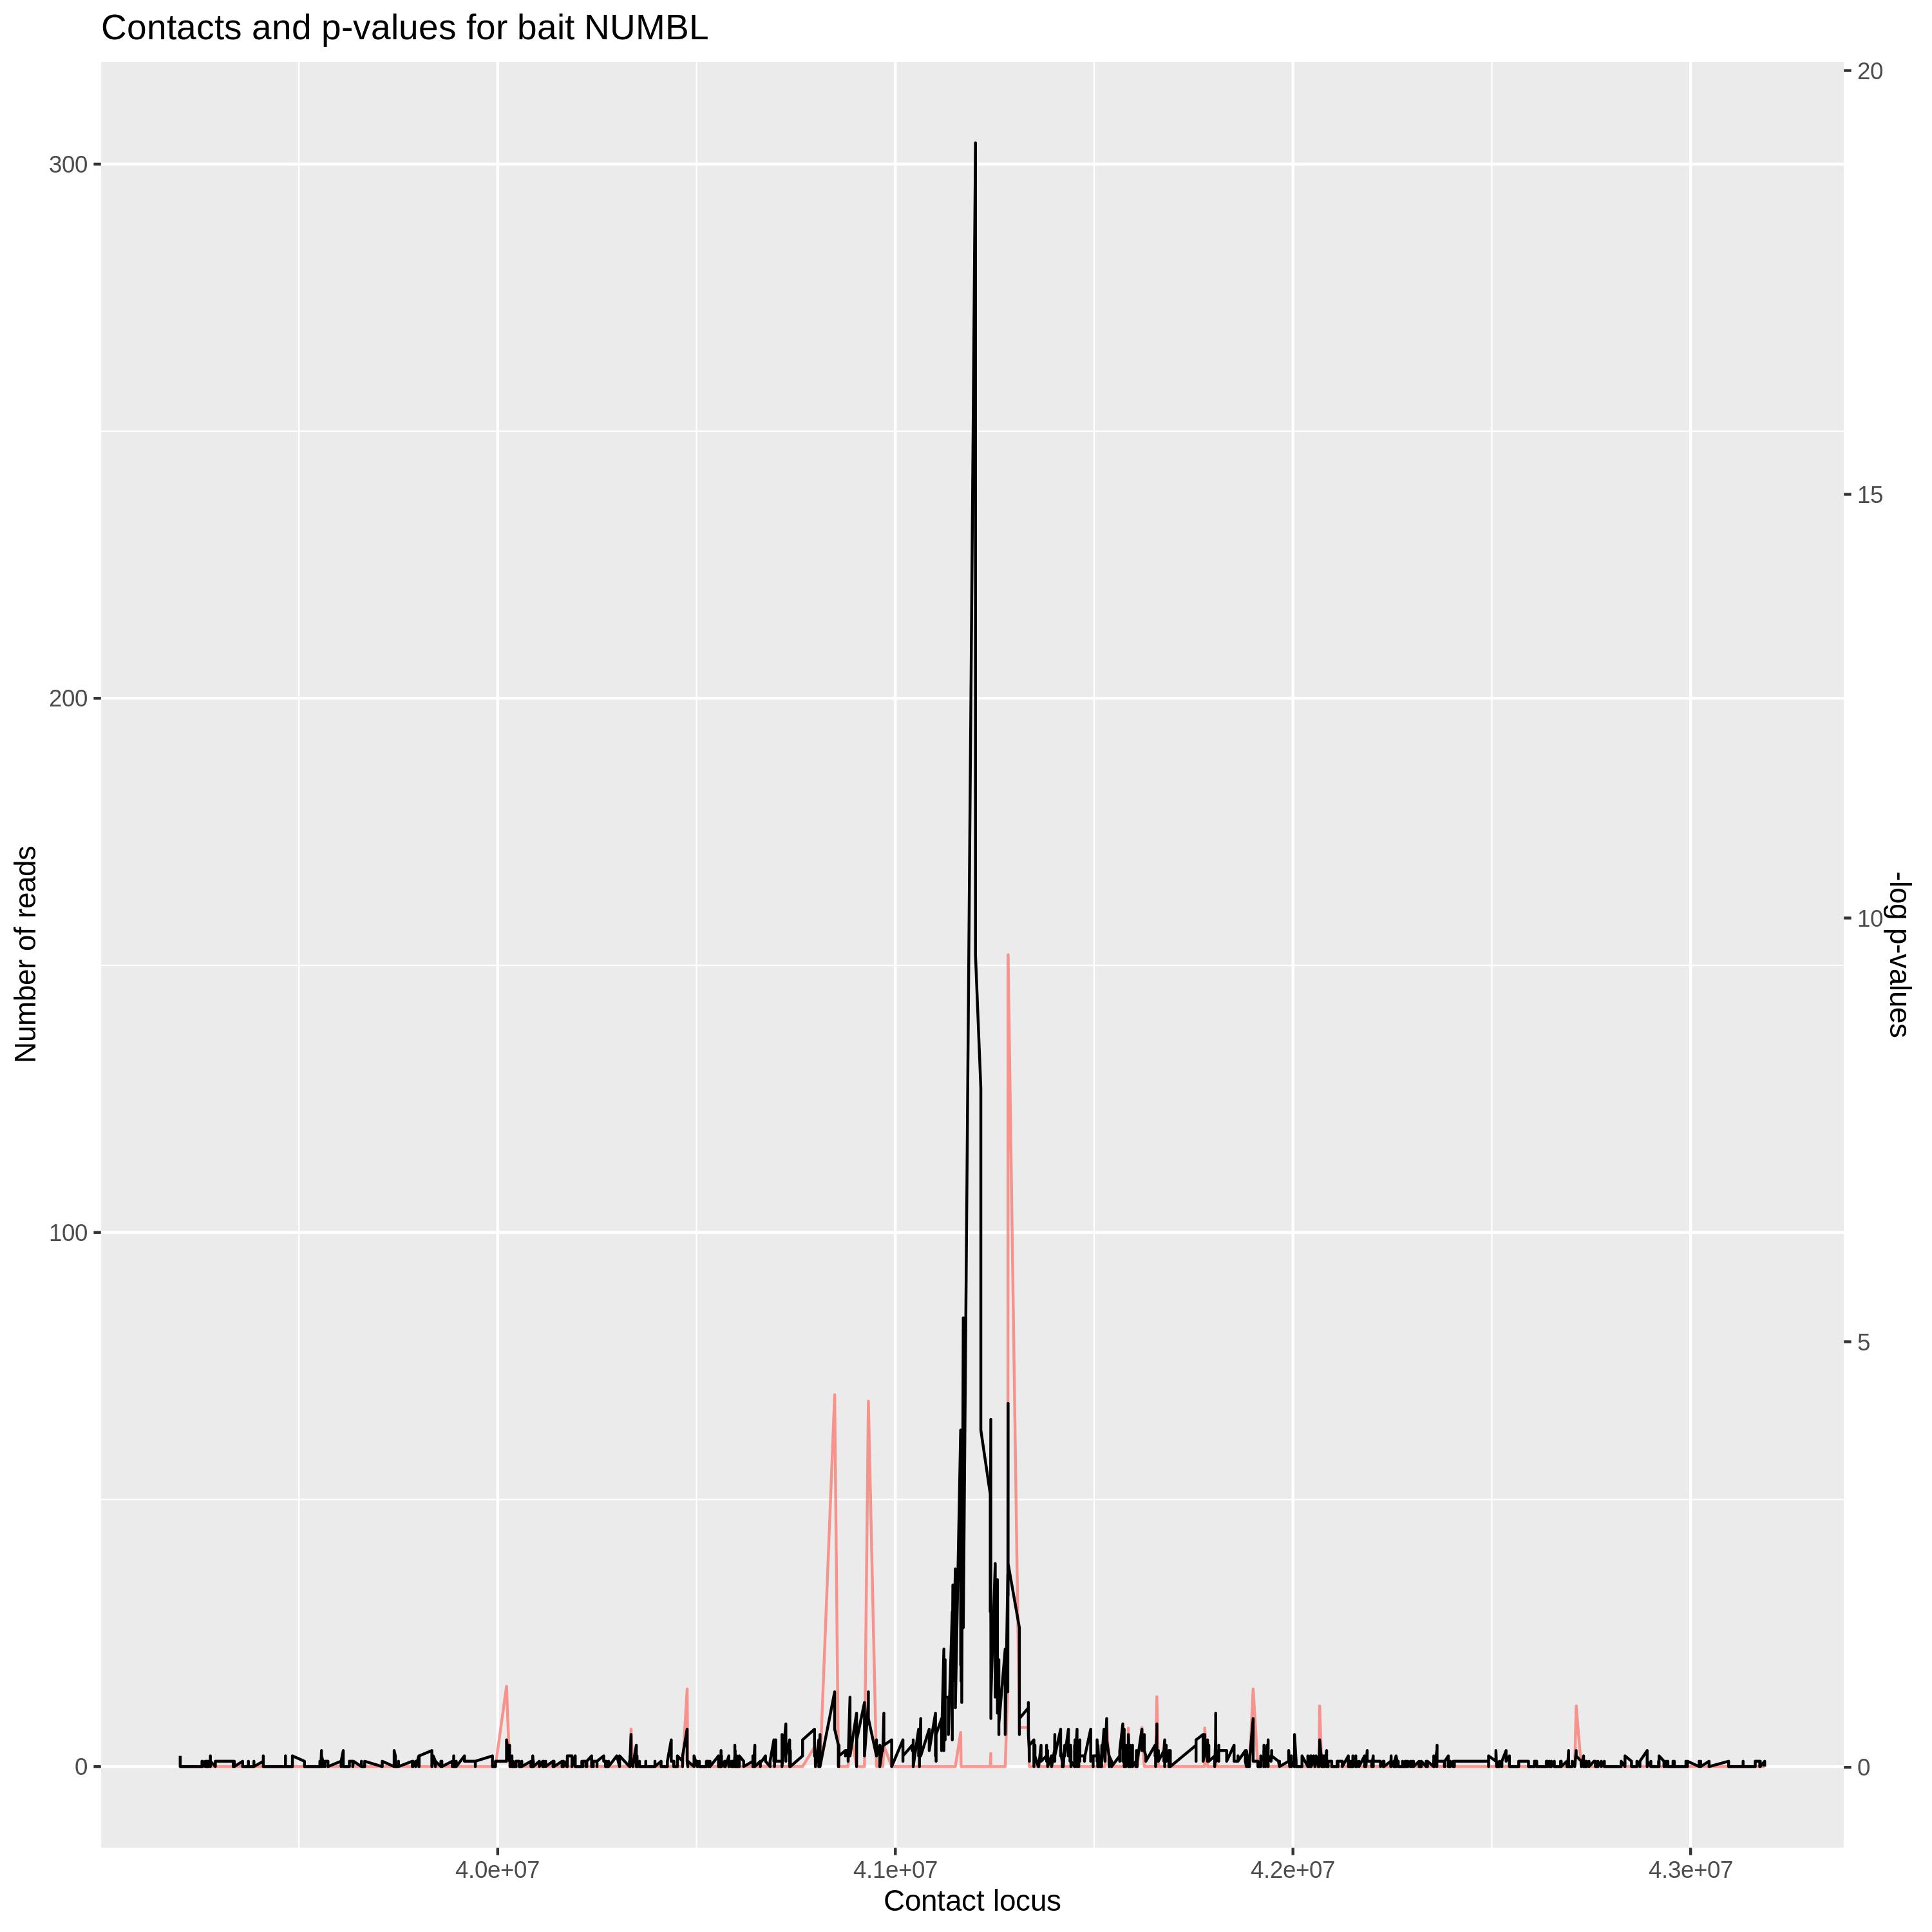 Contacts and p-values for bait NUMBL
20
300
15
200
10
Number of reads
-log p-values
100
5
0
0
4.0e+07
4.1e+07
4.2e+07
4.3e+07
Contact locus